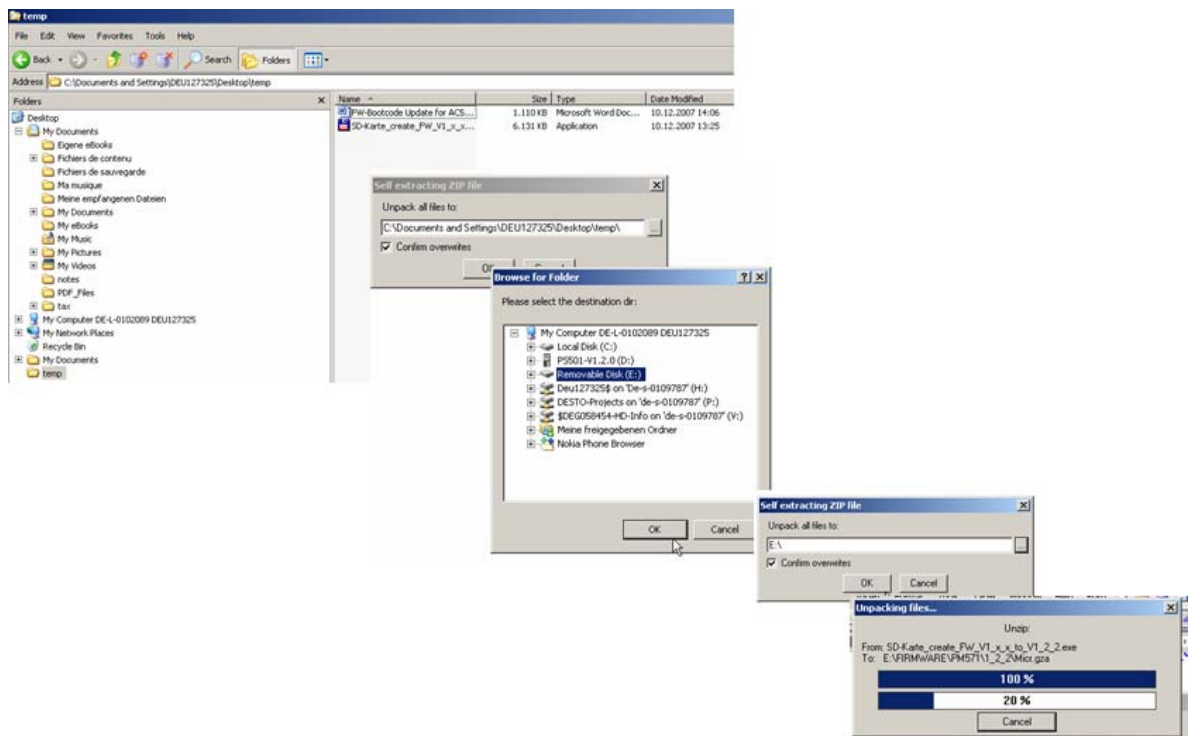 temp
File Edit View Favorites Tools Help
Back Search Folders
Address C:\Documents and Settings\DEU127325\Desktop\temp
Folders x
Desktop
My Documents
Eigene eBooks
Fichiers de contenu
Fichiers de sauvegarde
Ma musique
Meine empfangenen Dateien
My Documents
My eBooks
My Music
My Pictures
My Videos
notes
PDF_Files
tax
My Computer DE-L-0102089 DEU127325
My Network Places
Recycle Bin
My Documents
temp
Name Size Type Date Modified
FW-Bootcode Update for AC5... 1.110 KB Microsoft Word Doc... 10.12.2007 14:06
SD-Karte_create_FW_V1_x_x... 6.131 KB Application 10.12.2007 13:25
Self extracting ZIP file
Unpack all files to:
C:\Documents and Settings\DEU127325\Desktop\temp\ ...
Confirm overwrites
Browse for Folder
Please select the destination dir:
My Computer DE-L-0102089 DEU127325
Local Disk (C:)
PS501-V1.2.0 (D:)
Removable Disk (E:)
Deu127325$ on 'De-s-0109787' (H:)
DESTO-Projects on 'de-s-0109787' (P:)
$DEG058454-HD-Info on 'de-s-0109787' (V:)
Meine freigegebenen Ordner
Nokia Phone Browser
OK Cancel
Self extracting ZIP file
Unpack all files to:
E:\ ...
Confirm overwrites
OK Cancel
Unpacking files...
Unzip:
From: SD-Karte_create_FW_V1_x_x_to_V1_2_2.exe
To: E:\FIRMWARE\PM571\1_2_2\Micr.gza
100 %
20 %
Cancel